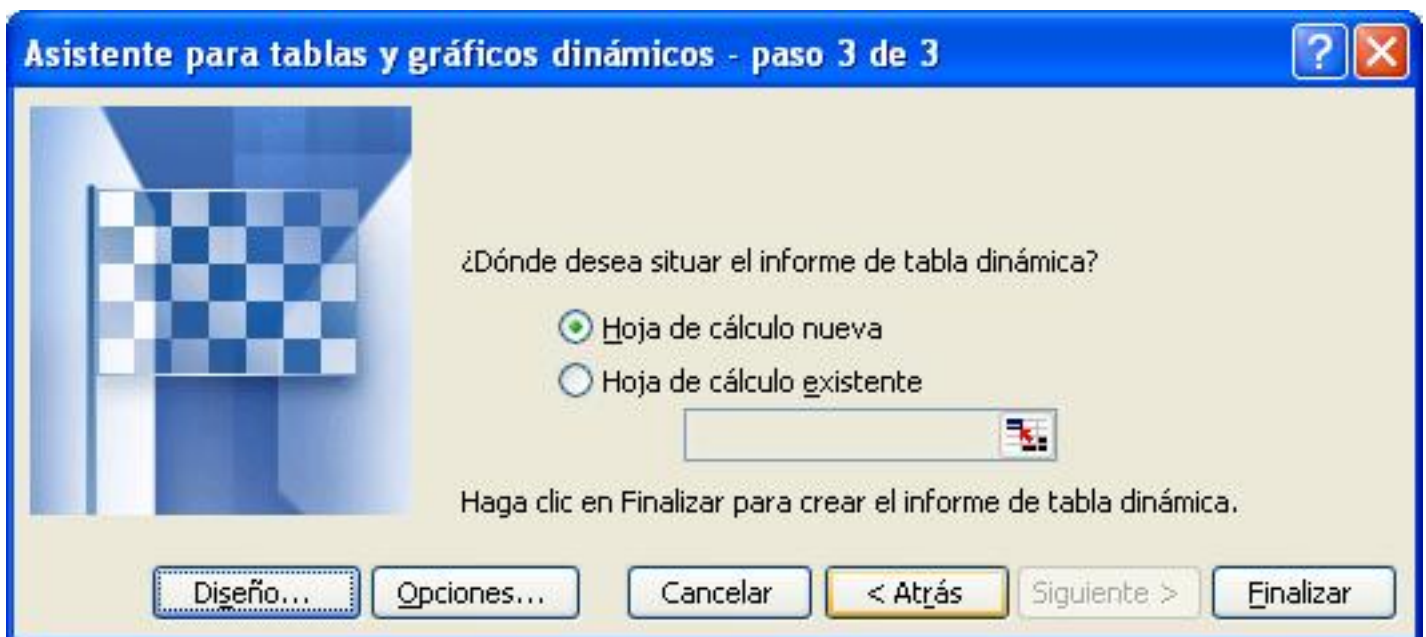 Asistente para tablas y gráficos dinámicos - paso 3 de 3
¿Dónde desea situar el informe de tabla dinámica?
Hoja de cálculo nueva
Hoja de cálculo existente
Haga clic en Finalizar para crear el informe de tabla dinámica.
Diseño... Opciones... Cancelar < Atrás Siguiente > Finalizar